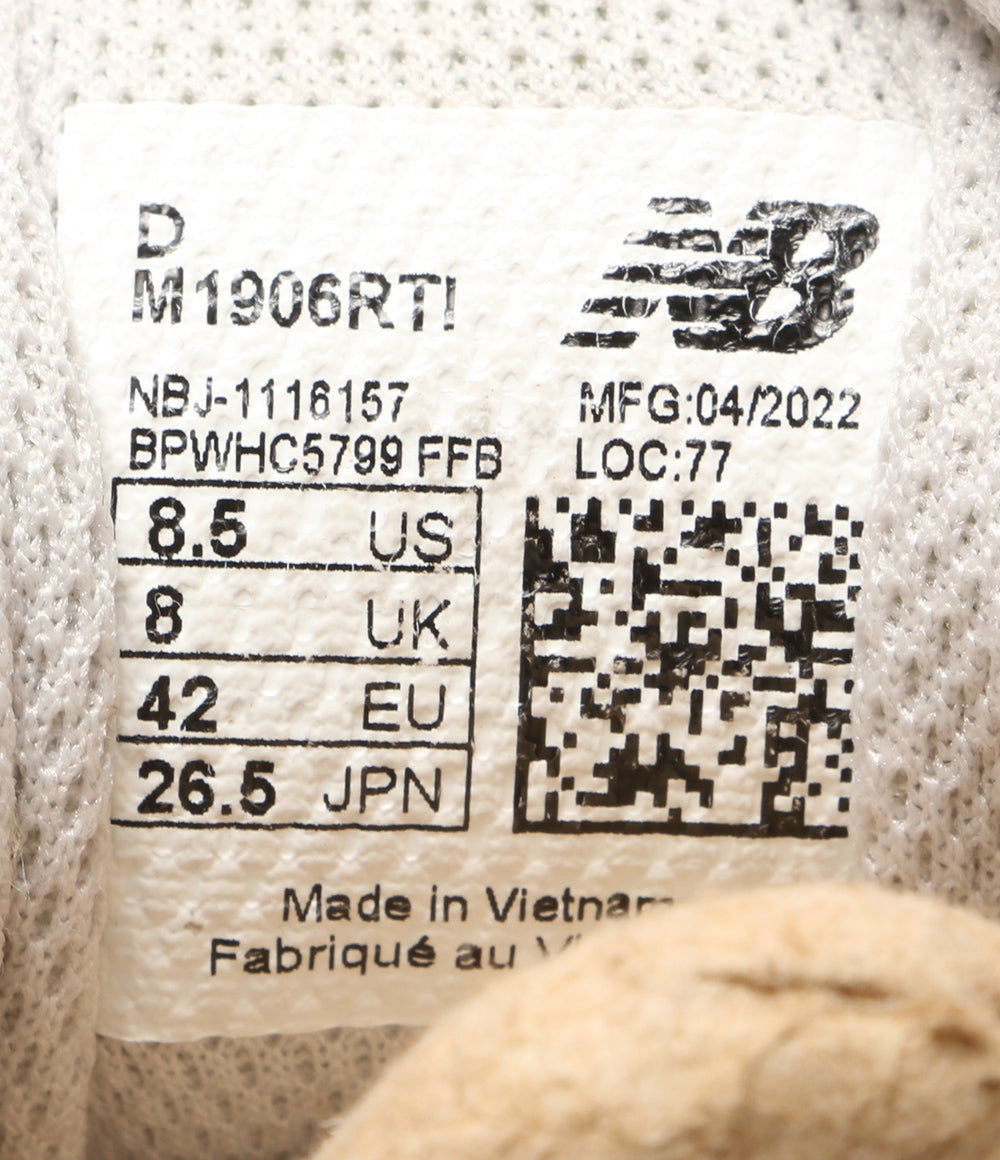 D
M1906RTI
NB
NBJ-1116157
BPWHC5799 FFB
MFG:04/2022
LOC:77
8.5 US
8 UK
42 EU
26.5 JPN
Made in Vietnam
Fabriqué au